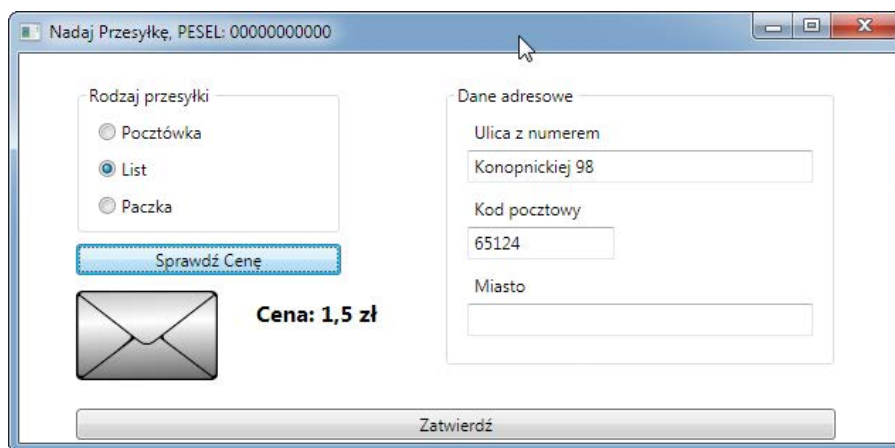 Nadaj Przesyłkę, PESEL: 00000000000
Rodzaj przesyłki
Pocztówka
List
Paczka
Sprawdź Cenę
Cena: 1,5 zł
Dane adresowe
Ulica z numerem
Konopnickiej 98
Kod pocztowy
65124
Miasto
Zatwierdź